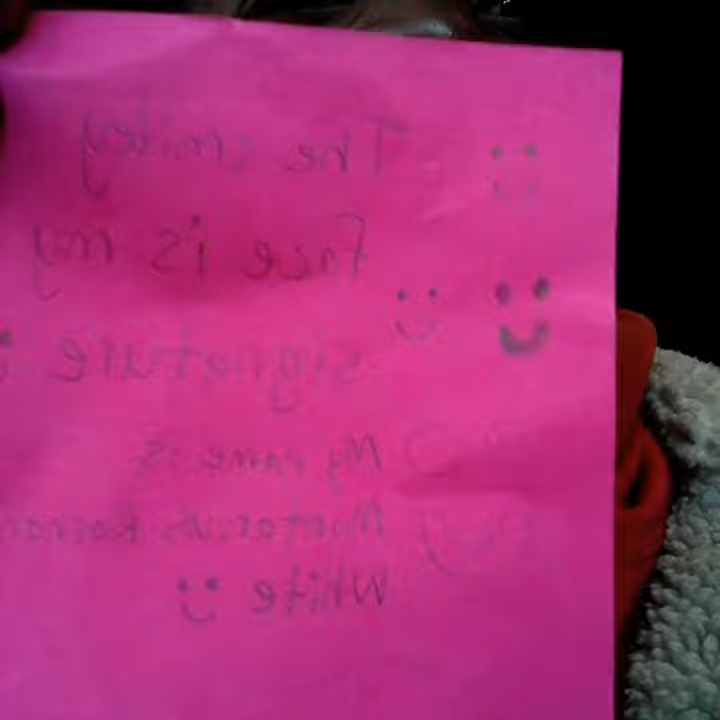 The smiley
face is my
signature
My name is
White